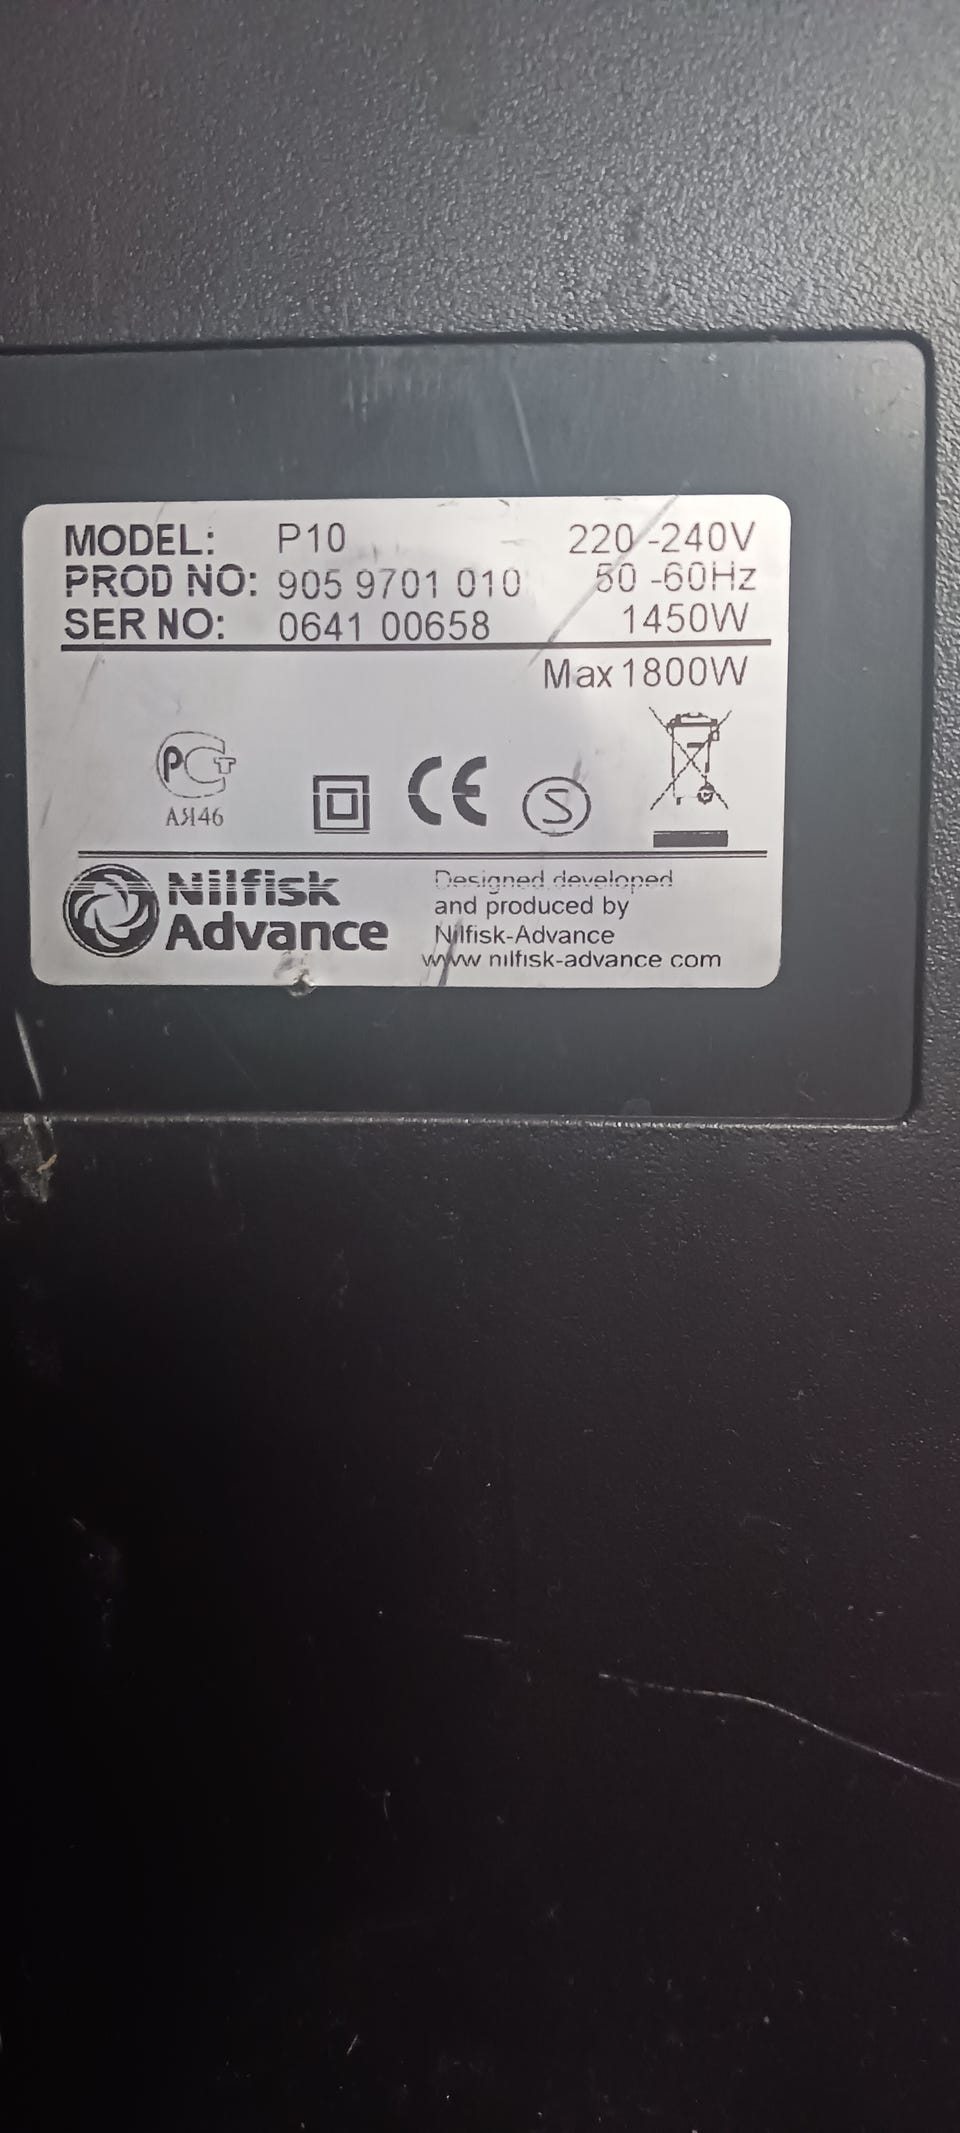 MODEL: P10 220-240V
PROD NO: 905 9701 010 50-60Hz
SER NO: 0641 00658 1450W
Max 1800W
РСТ
АЯ46
CE
S
Nilfisk
Advance
Designed developed
and produced by
Nilfisk-Advance
www nilfisk-advance com